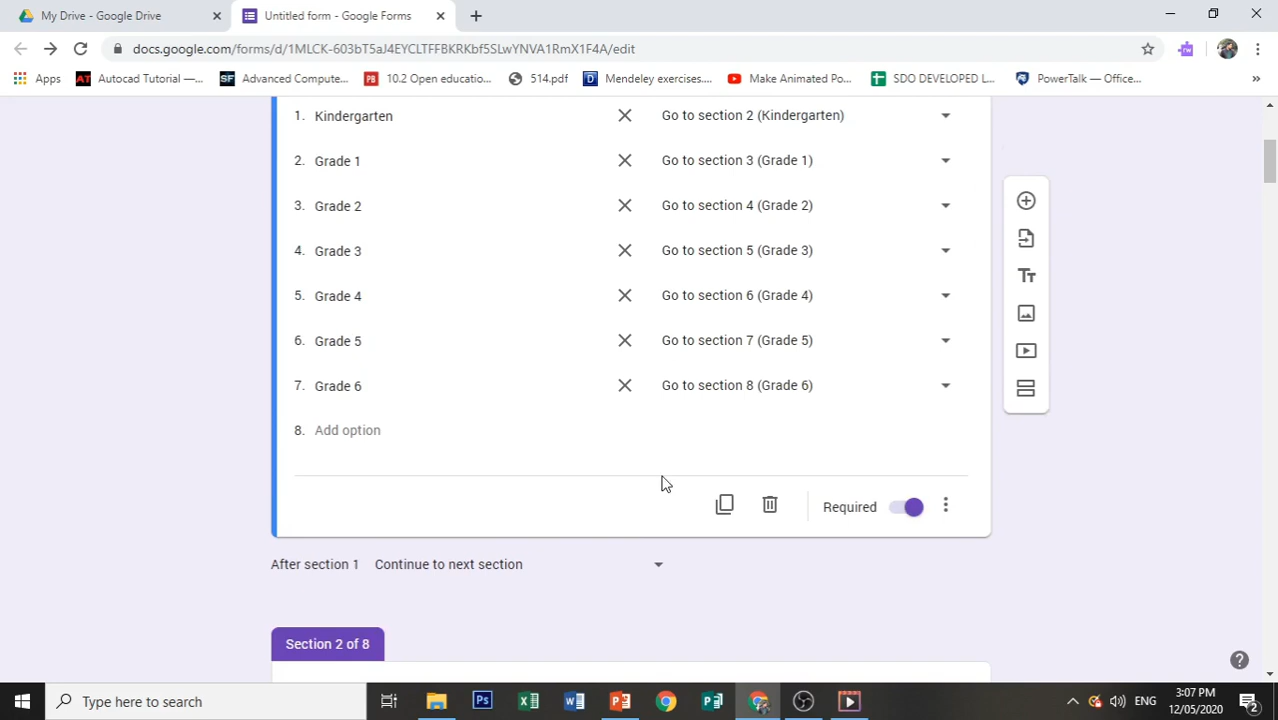 My Drive - Google Drive
Untitled form - Google Forms
docs.google.com/forms/d/1MLCK-603bT5aJ4EYCLTFFBKRKbf5SLwYNVA1RmX1F4A/edit
Apps
AT Autocad Tutorial —...
SF Advanced Compute...
PB 10.2 Open educatio...
514.pdf
D Mendeley exercises....
Make Animated Po...
SDO DEVELOPED L...
PowerTalk — Office...
»
1. Kindergarten Go to section 2 (Kindergarten)
2. Grade 1 Go to section 3 (Grade 1)
3. Grade 2 Go to section 4 (Grade 2)
4. Grade 3 Go to section 5 (Grade 3)
5. Grade 4 Go to section 6 (Grade 4)
6. Grade 5 Go to section 7 (Grade 5)
7. Grade 6 Go to section 8 (Grade 6)
8. Add option
Tт
Required
After section 1 Continue to next section
Section 2 of 8
Type here to search
Ps
ENG
3:07 PM
12/05/2020
2